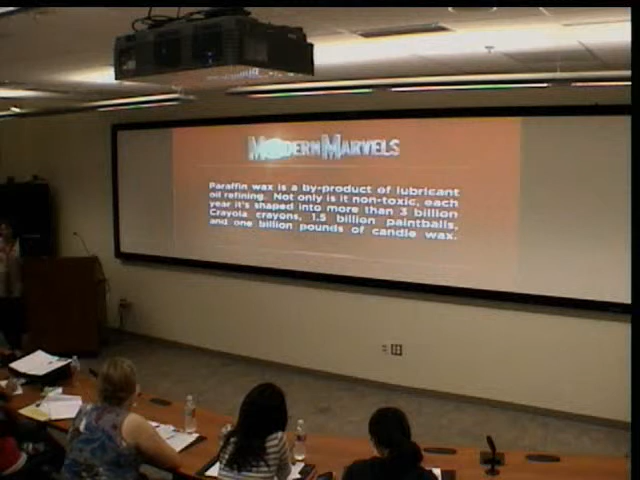 MODERN MARVELS
Paraffin wax is a by-product of lubricant
oil refining. Not only is it non-toxic, each
year it's shaped into more than 3 billion
Crayola crayons, 1.5 billion paintballs,
and one billion pounds of candle wax.